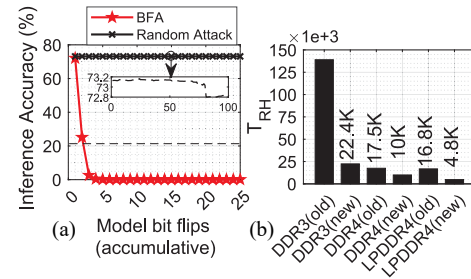 BFA
Random Attack
Inference Accuracy (%)
80
60
40
20
0
73.2
73
72.8
0 50 100
0 5 10 15 20 25
(a) Model bit flips
(accumulative)
T_RH
150 e+3
125
100
75
50
25
0
22.4K
17.5K
10K
16.8K
4.8K
DDR3(old)
DDR3(new)
DDR4(old)
DDR4(new)
LPDDR4(old)
LPDDR4(new)
(b)